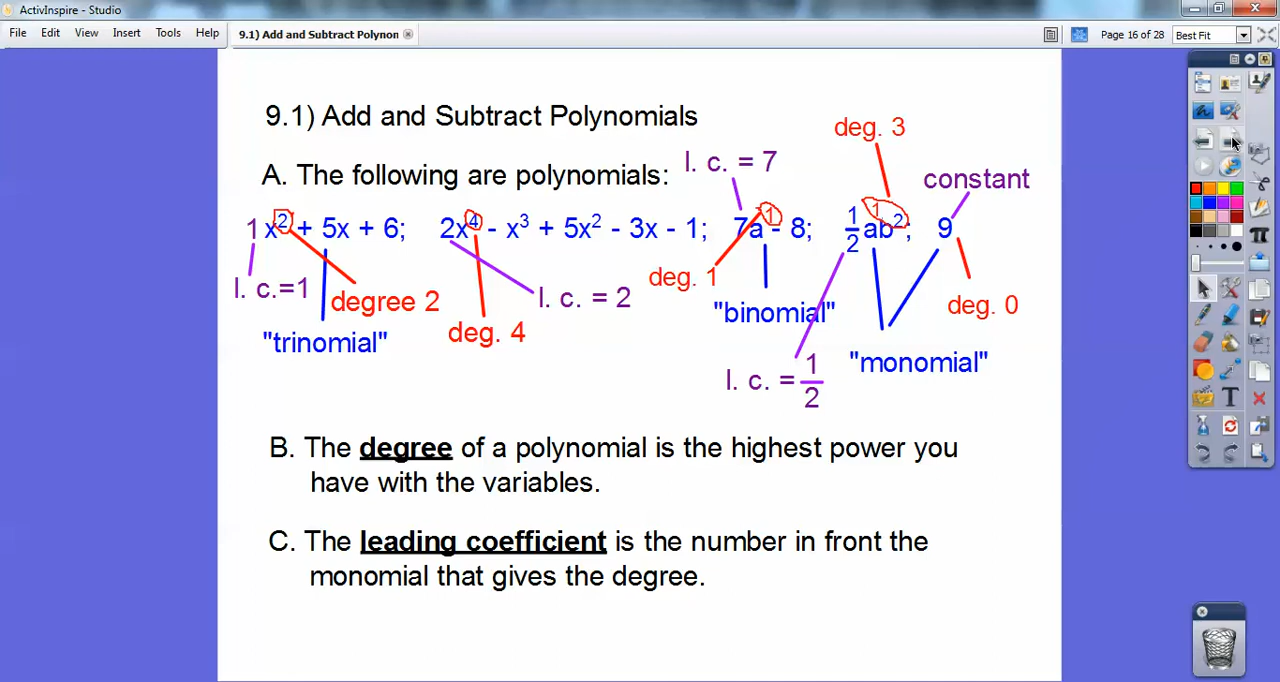 ActivInspire - Studio
File Edit View Insert Tools Help
9.1) Add and Subtract Polynon
Page 16 of 28
Best Fit
9.1) Add and Subtract Polynomials
deg. 3
A. The following are polynomials:
l. c. = 7
constant
1x² + 5x + 6; 2x⁴ - x³ + 5x² - 3x - 1; 7a¹ - 8; ½a¹b²; 9
l. c.=1
degree 2
l. c. = 2
deg. 1
"binomial"
deg. 0
"trinomial"
deg. 4
l. c. = 1/2
"monomial"
B. The degree of a polynomial is the highest power you
have with the variables.
C. The leading coefficient is the number in front the
monomial that gives the degree.